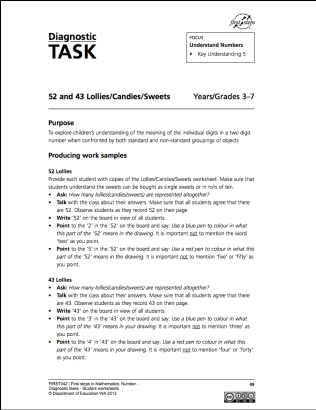 first steps
Diagnostic
TASK
FOCUS
Understand Numbers
• Key Understanding 5
52 and 43 Lollies/Candies/Sweets Years/Grades 3–7
Purpose
To explore children's understanding of the meaning of the individual digits in a two digit
number when confronted by both standard and non-standard groupings of objects
Producing work samples
52 Lollies
Provide each student with copies of the Lollies/Candies/Sweets worksheet. Make sure that
students understand the sweets can be bought as single sweets or in rolls of ten.
• Ask: How many lollies(candies/sweets) are represented altogether?
• Talk with the class about their answers. Make sure that all students agree that there
are 52. Observe students as they record 52 on their page.
• Write '52' on the board in view of all students.
• Point to the '2' in the '52' on the board and say: Use a blue pen to colour in what
this part of the '52' means in the drawing. It is important not to mention the word
'two' as you point.
• Point to the '5' in the '52' on the board and say: Use a red pen to colour in what this
part of the '52' means in the drawing. It is important not to mention 'five' or 'fifty' as
you point.
43 Lollies
• Ask: How many lollies(candies/sweets) are represented altogether?
• Talk with the class about their answers. Make sure that all students agree that there
are 43. Observe students as they record 43 on their page.
• Write '43' on the board in view of all students.
• Point to the '3' in the '43' on the board and say: Use a blue pen to colour in what
this part of the '43' means in your drawing. It is important not to mention 'three' as
you point.
• Point to the '4' in '43' on the board and say: Use a red pen to colour in what this
part of the '43' means in your drawing. It is important not to mention 'four' or 'forty'
as you point.
FIRST042 | First steps in Mathematics: Number -
Diagnostic tasks - Student worksheets
© Department of Education WA 2013
49